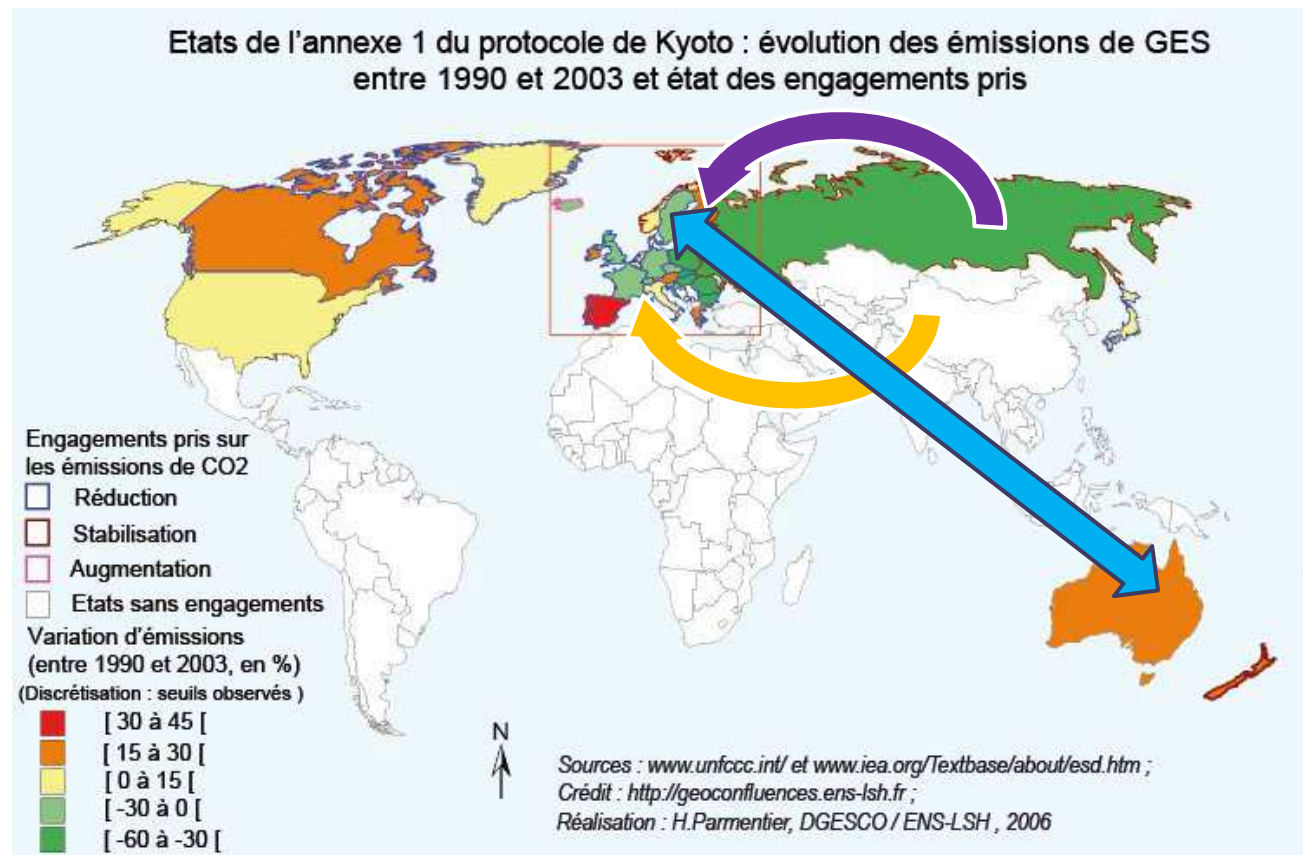 Etats de l'annexe 1 du protocole de Kyoto : évolution des émissions de GES
entre 1990 et 2003 et état des engagements pris
Engagements pris sur
les émissions de CO2
Réduction
Stabilisation
Augmentation
Etats sans engagements
Variation d'émissions
(entre 1990 et 2003, en %)
(Discrétisation : seuils observés )
[ 30 à 45 [
[ 15 à 30 [
[ 0 à 15 [
[ -30 à 0 [
[ -60 à -30 [
N
Sources : www.unfccc.int/ et www.iea.org/Textbase/about/esd.htm ;
Crédit : http://geoconfluences.ens-lsh.fr ;
Réalisation : H.Parmentier, DGESCO / ENS-LSH , 2006